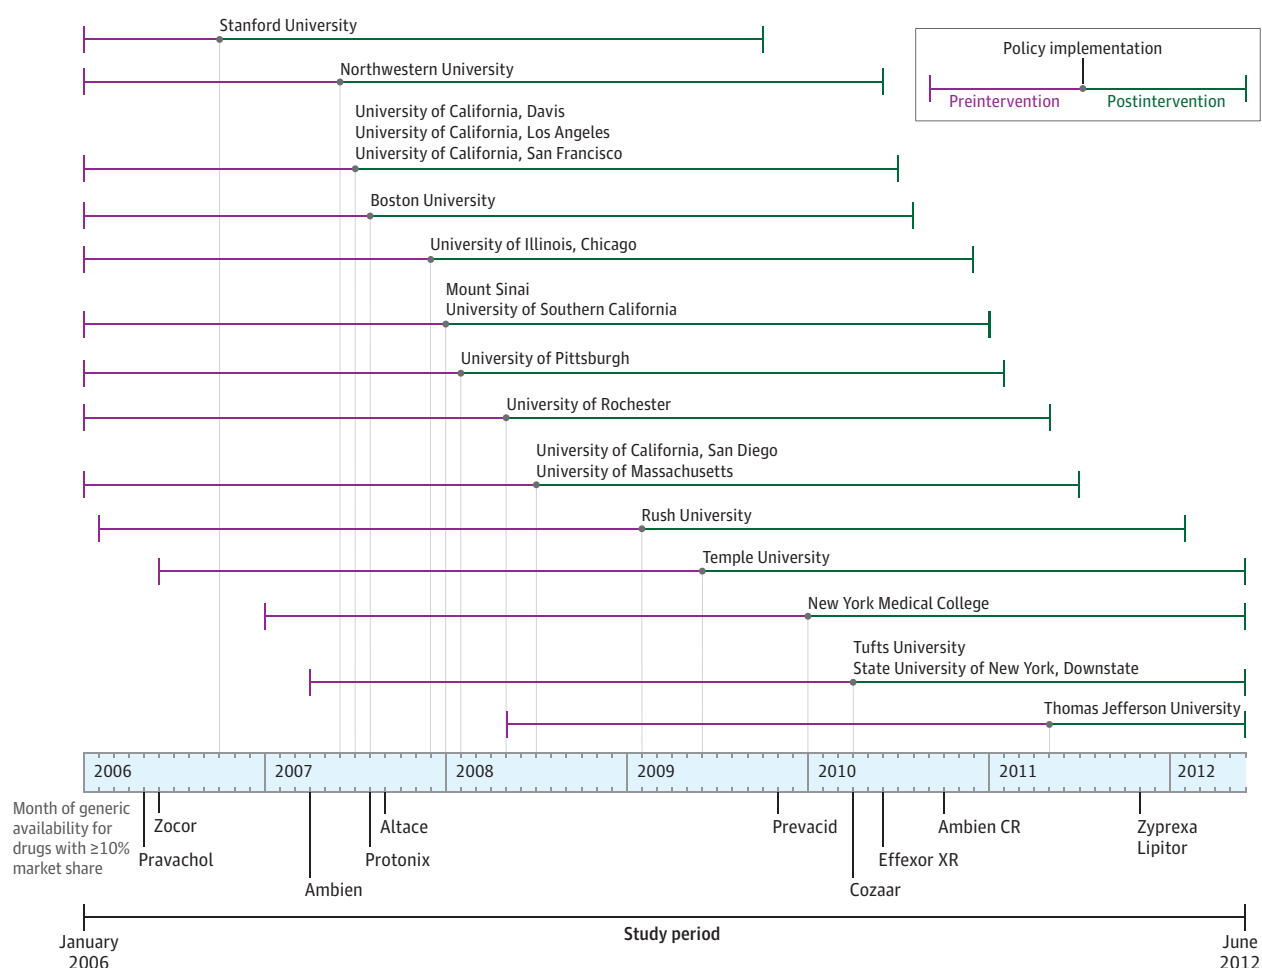 Stanford University
Northwestern University
Policy implementation
Preintervention
Postintervention
University of California, Davis
University of California, Los Angeles
University of California, San Francisco
Boston University
University of Illinois, Chicago
Mount Sinai
University of Southern California
University of Pittsburgh
University of Rochester
University of California, San Diego
University of Massachusetts
Rush University
Temple University
New York Medical College
Tufts University
State University of New York, Downstate
Thomas Jefferson University
2006 2007 2008 2009 2010 2011 2012
Month of generic
availability for
drugs with ≥10%
market share
Zocor
Pravachol
Ambien
Altace
Protonix
Prevacid
Cozaar
Effexor XR
Ambien CR
Zyprexa
Lipitor
January
2006
Study period
June
2012